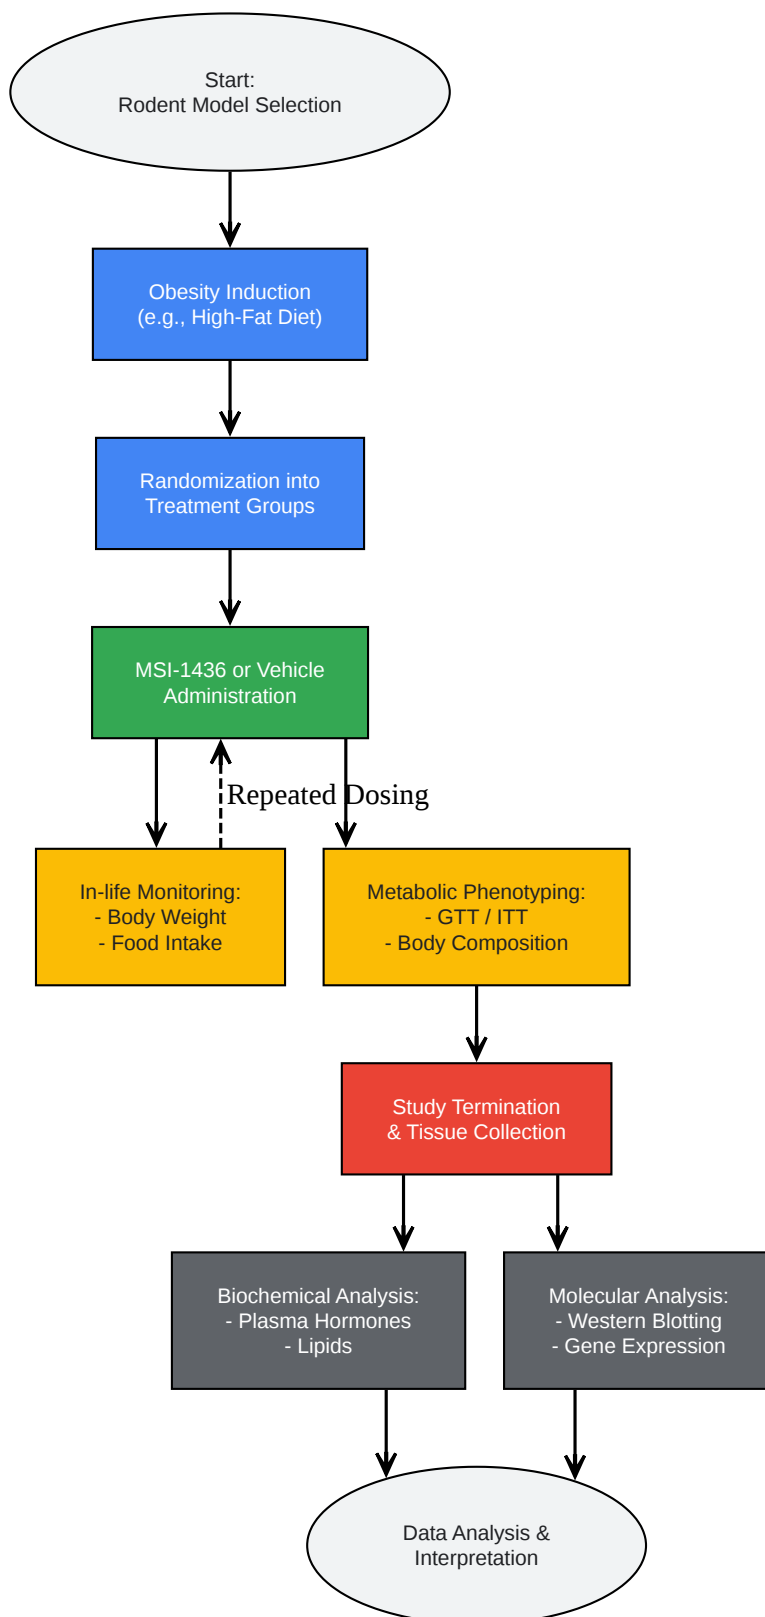 Start:
Rodent Model Selection
Obesity Induction
(e.g., High-Fat Diet)
Randomization into
Treatment Groups
MSI-1436 or Vehicle
Administration
Repeated Dosing
In-life Monitoring:
- Body Weight
- Food Intake
Metabolic Phenotyping:
- GTT / ITT
- Body Composition
Study Termination
& Tissue Collection
Biochemical Analysis:
- Plasma Hormones
- Lipids
Molecular Analysis:
- Western Blotting
- Gene Expression
Data Analysis &
Interpretation